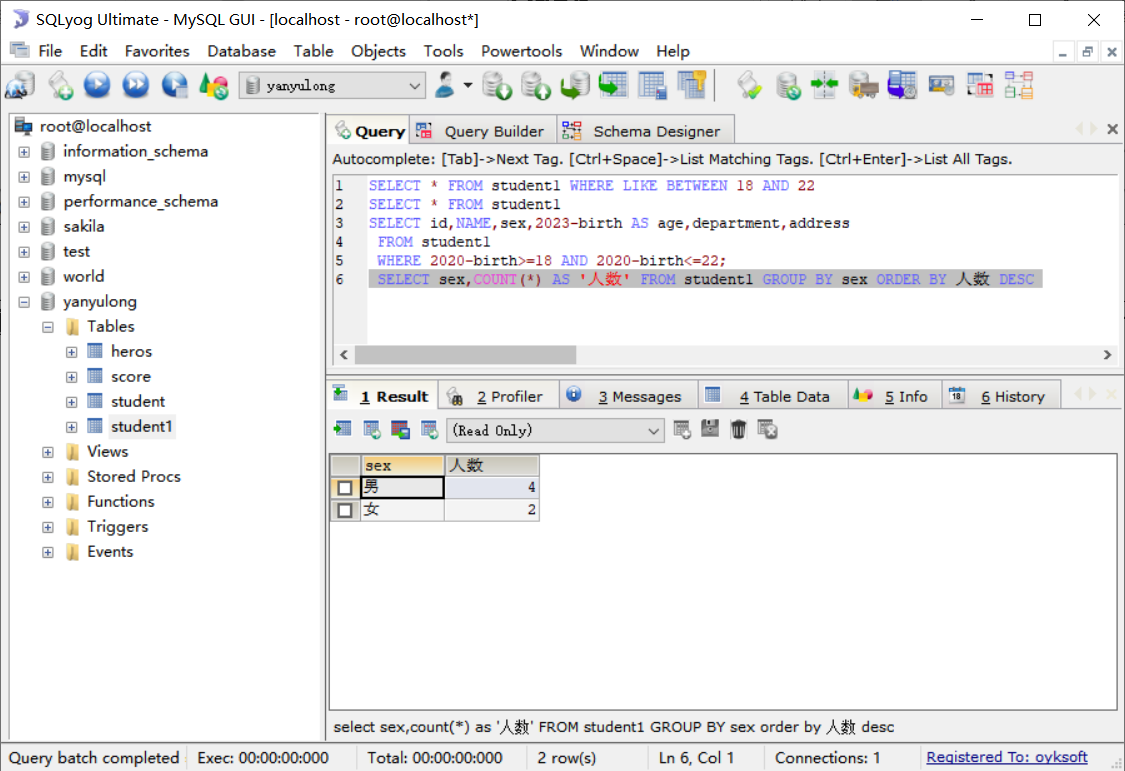 SQLyog Ultimate - MySQL GUI - [localhost - root@localhost*]
File Edit Favorites Database Table Objects Tools Powertools Window Help
yanyulong
root@localhost
information_schema
mysql
performance_schema
sakila
test
world
yanyulong
Tables
heros
score
student
student1
Views
Stored Procs
Functions
Triggers
Events
Query Query Builder Schema Designer
Autocomplete: [Tab]->Next Tag. [Ctrl+Space]->List Matching Tags. [Ctrl+Enter]->List All Tags.
1 SELECT * FROM student1 WHERE LIKE BETWEEN 18 AND 22
2 SELECT * FROM student1
3 SELECT id,NAME,sex,2023-birth AS age,department,address
4 FROM student1
5 WHERE 2020-birth>=18 AND 2020-birth<=22;
6 SELECT sex,COUNT(*) AS '人数' FROM student1 GROUP BY sex ORDER BY 人数 DESC
1 Result 2 Profiler 3 Messages 4 Table Data 5 Info 18 6 History
(Read Only)
sex 人数
男 4
女 2
select sex,count(*) as '人数' FROM student1 GROUP BY sex order by 人数 desc
Query batch completed Exec: 00:00:00:000 Total: 00:00:00:000 2 row(s) Ln 6, Col 1 Connections: 1 Registered To: oyksoft